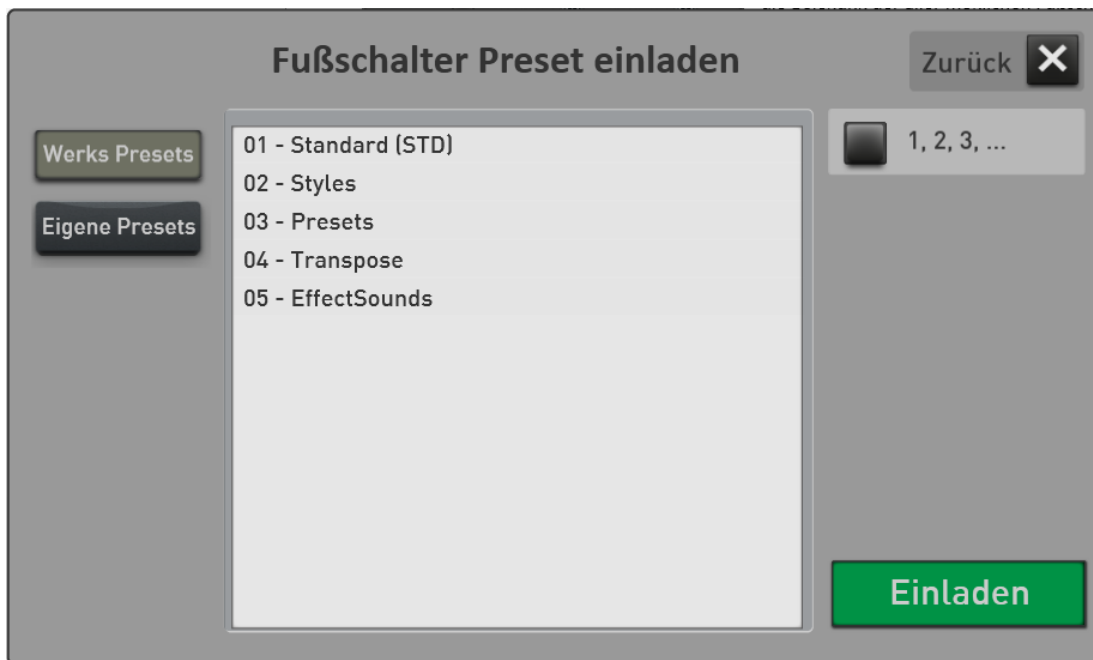 Fußschalter Preset einladen
Zurück
Werks Presets
Eigene Presets
01 - Standard (STD)
02 - Styles
03 - Presets
04 - Transpose
05 - EffectSounds
1, 2, 3, ...
Einladen